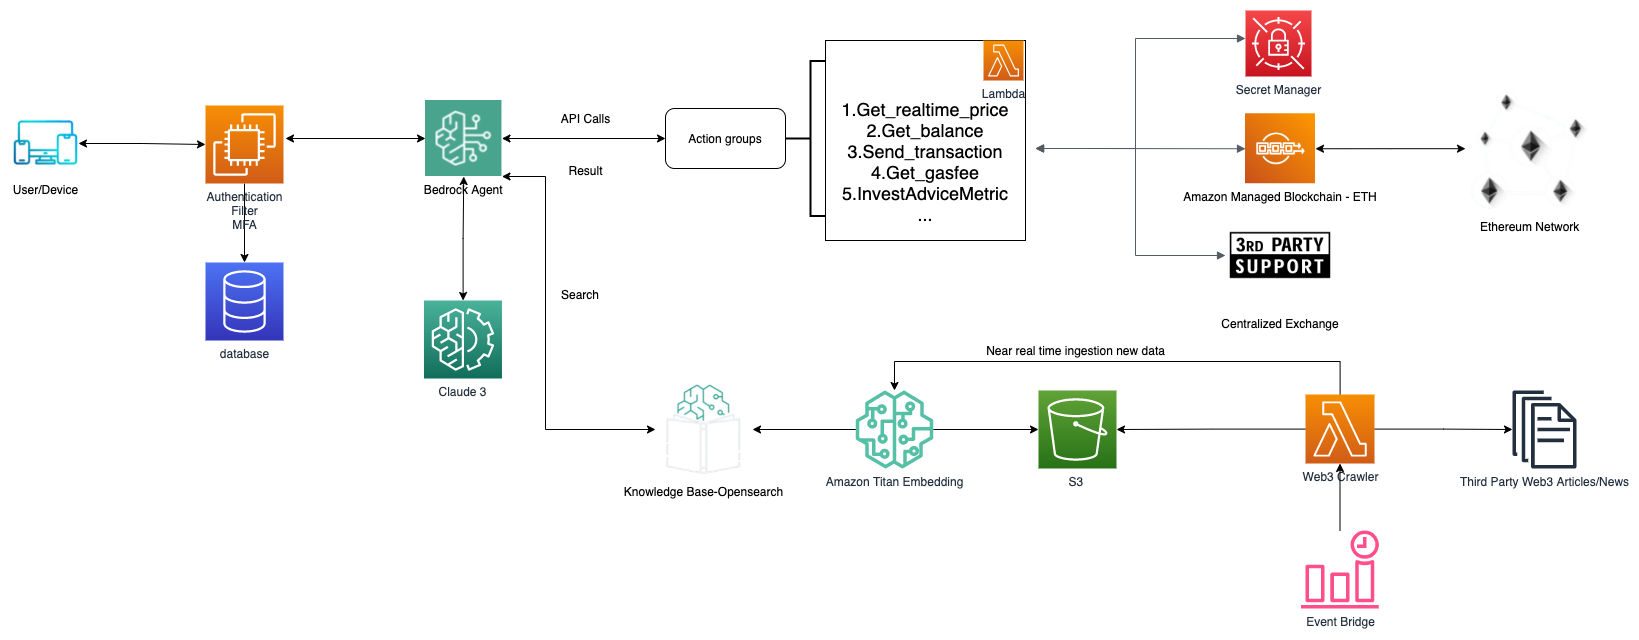 User/Device
Authentication
Filter
MFA
database
Bedrock Agent
Claude 3
API Calls
Result
Search
Action groups
Lambda
1.Get_realtime_price
2.Get_balance
3.Send_transaction
4.Get_gasfee
5.InvestAdviceMetric
...
Secret Manager
Amazon Managed Blockchain - ETH
Ethereum Network
3RD PARTY
SUPPORT
Centralized Exchange
Near real time ingestion new data
Knowledge Base-Opensearch
Amazon Titan Embedding
S3
Web3 Crawler
Third Party Web3 Articles/News
Event Bridge